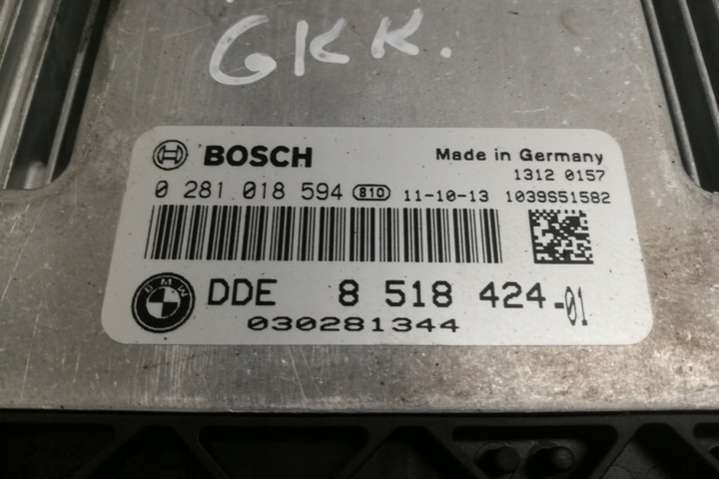 GKK.
BOSCH
Made in Germany
1312 0157
0 281 018 594 810 11-10-13 1039S51582
BMW
DDE 8 518 424-01
030281344